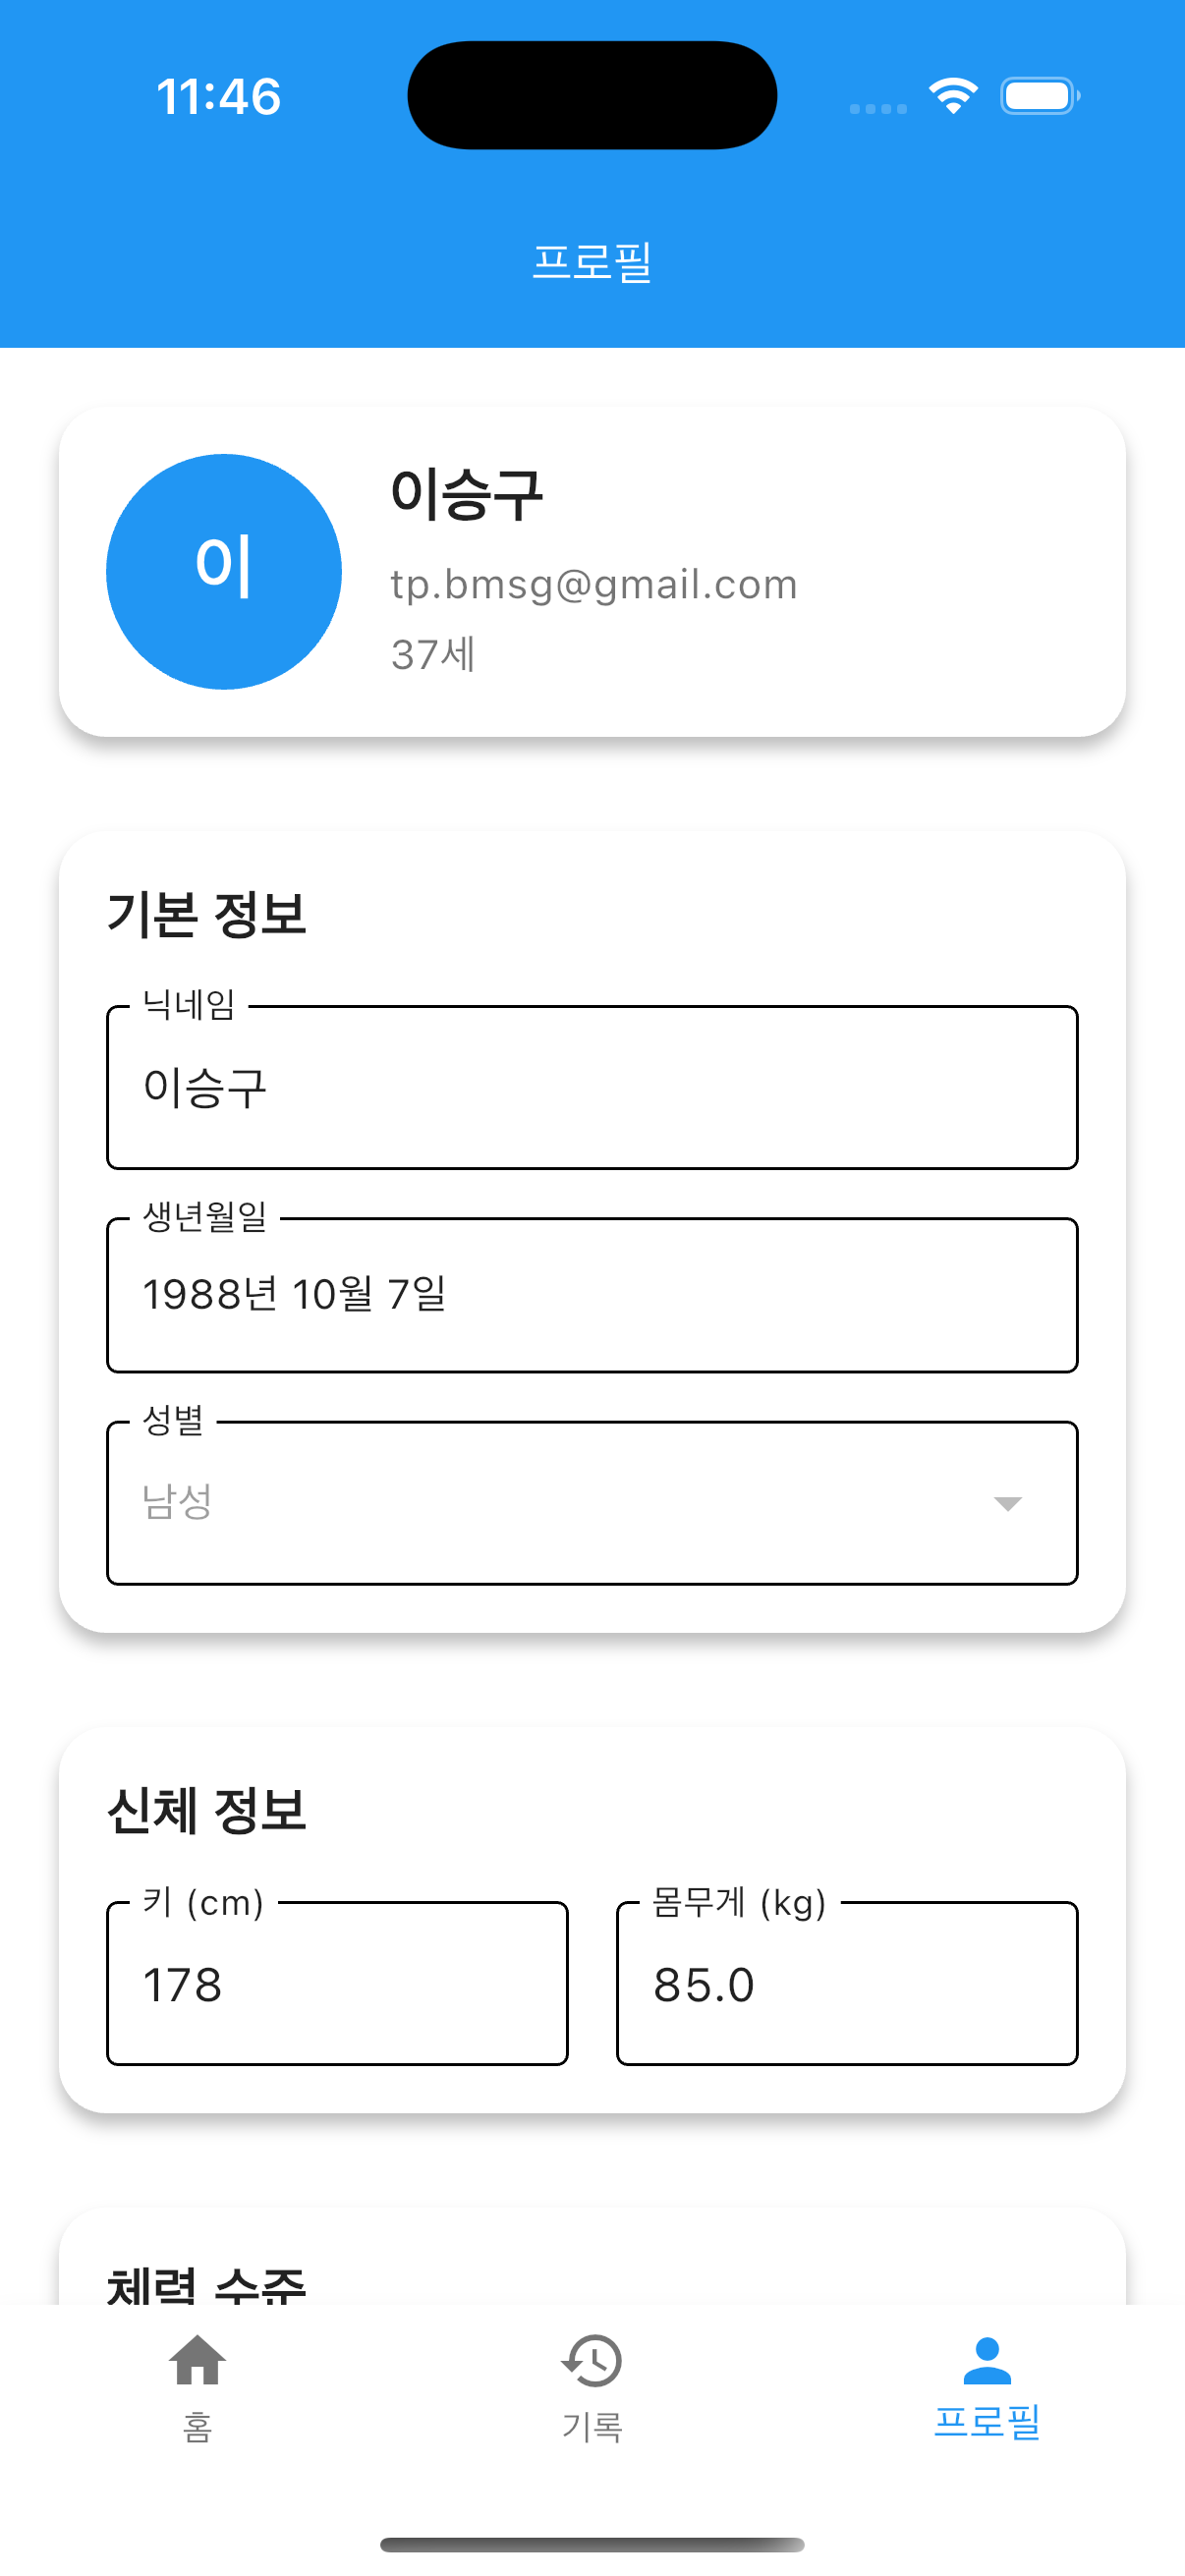 11:46
프로필
이
이승구
tp.bmsg@gmail.com
37세
기본 정보
닉네임
이승구
생년월일
1988년 10월 7일
성별
남성
신체 정보
키 (cm)
178
몸무게 (kg)
85.0
체력 수준
홈
기록
프로필